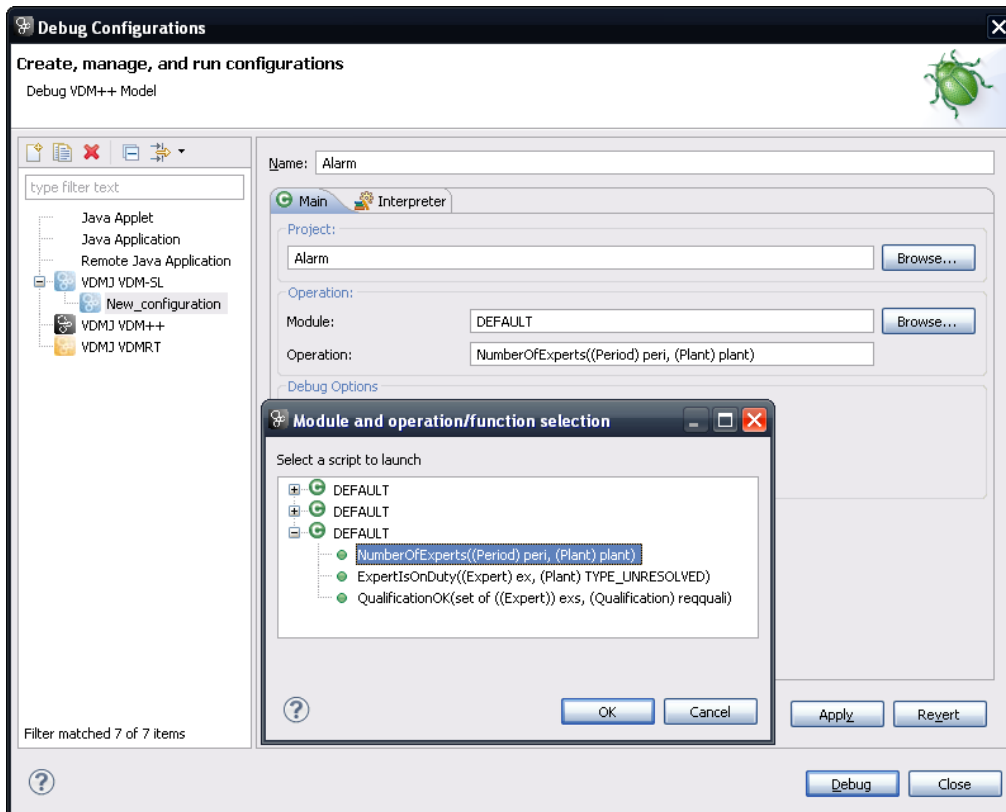 Debug Configurations
Create, manage, and run configurations
Debug VDM++ Model
type filter text
Java Applet
Java Application
Remote Java Application
VDMJ VDM-SL
New_configuration
VDMJ VDM++
VDMJ VDMRT
Filter matched 7 of 7 items
Name: Alarm
Main Interpreter
Project:
Alarm Browse...
Operation:
Module: DEFAULT Browse...
Operation: NumberOfExperts((Period) peri, (Plant) plant)
Debug Options
Module and operation/function selection
Select a script to launch
DEFAULT
DEFAULT
DEFAULT
NumberOfExperts((Period) peri, (Plant) plant)
ExpertIsOnDuty((Expert) ex, (Plant) TYPE_UNRESOLVED)
QualificationOK(set of ((Expert)) exs, (Qualification) reqquali)
OK Cancel
Apply Revert
Debug Close